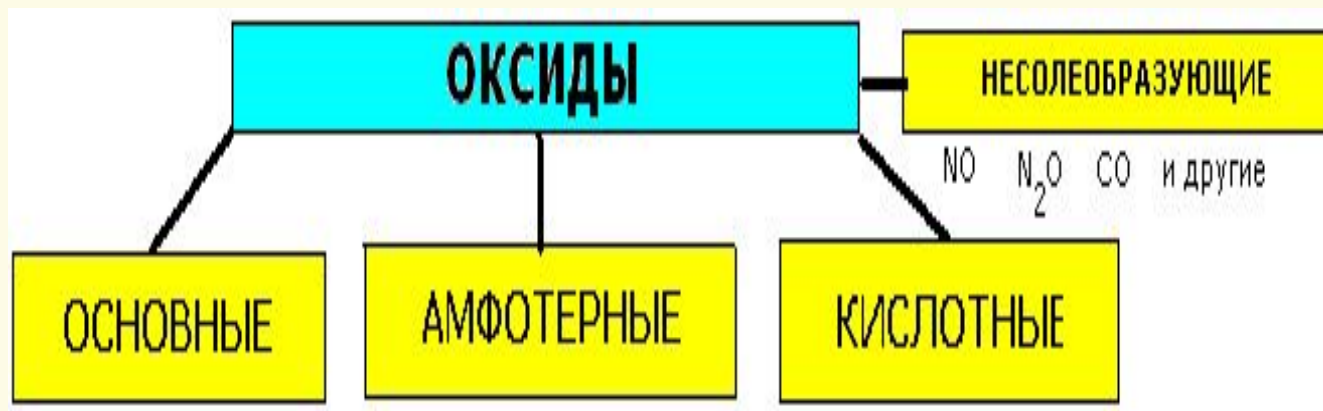 ОКСИДЫ
НЕСОЛЕОБРАЗУЮЩИЕ
NO N₂O CO и другие
ОСНОВНЫЕ
АМФОТЕРНЫЕ
КИСЛОТНЫЕ